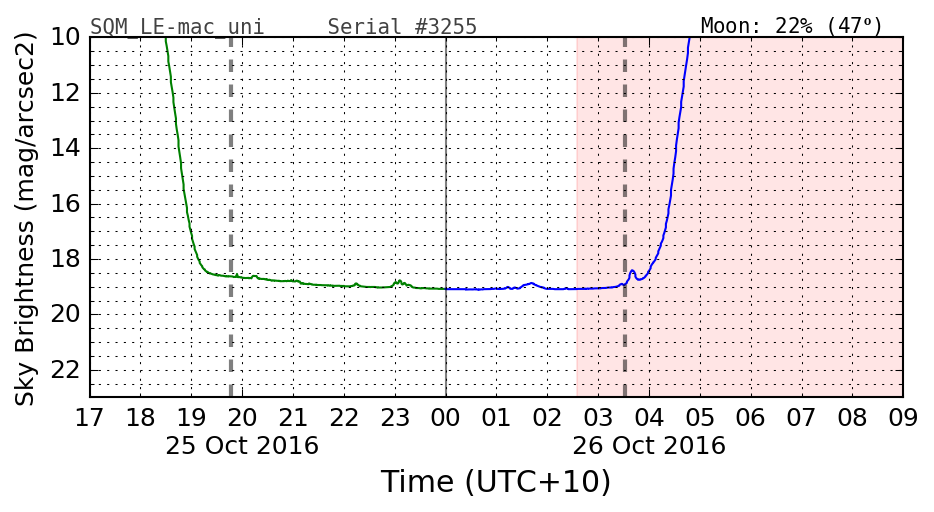 SQM_LE-mac_uni Serial #3255 Moon: 22% (47°)
Sky Brightness (mag/arcsec2)
10
12
14
16
18
20
22
17 18 19 20 21 22 23 00 01 02 03 04 05 06 07 08 09
25 Oct 2016 26 Oct 2016
Time (UTC+10)